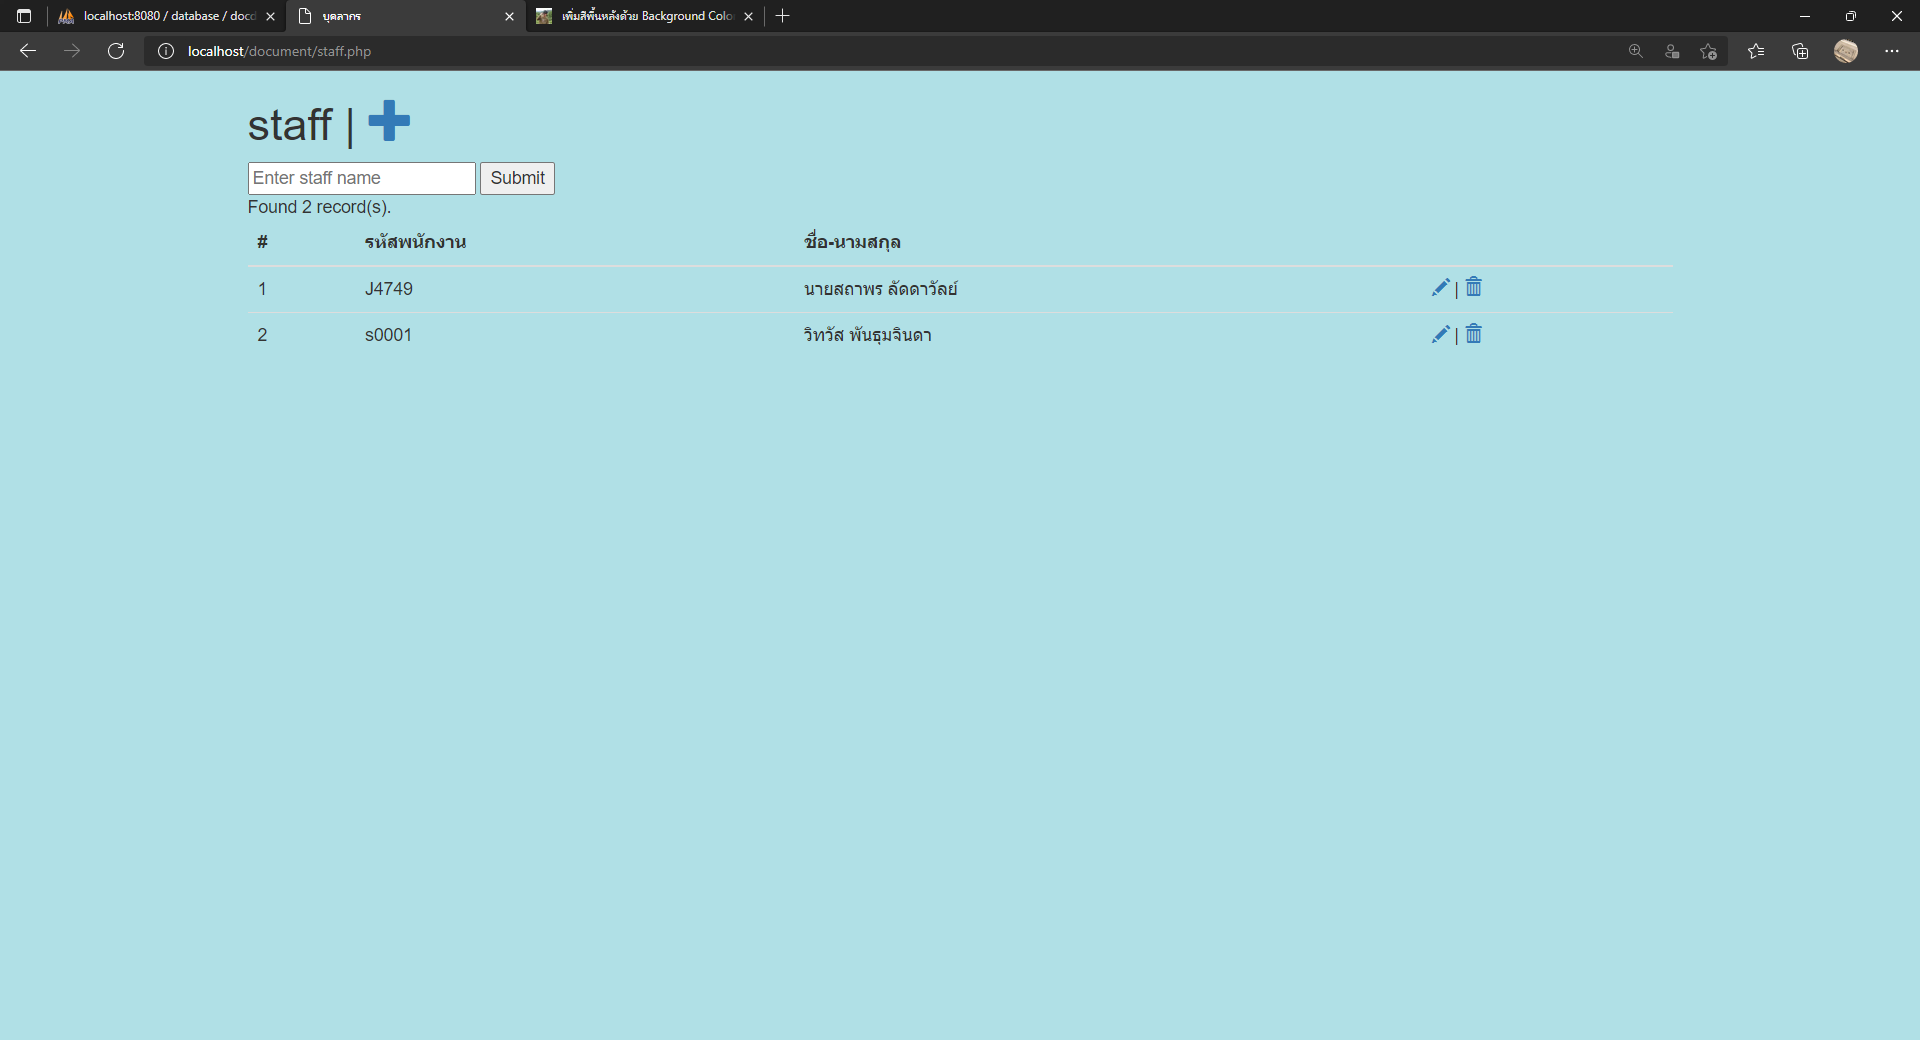 localhost:8080 / database / docd
บุคลากร
เพิ่มสีพื้นหลังด้วย Background Colo
localhost/document/staff.php
staff |
Enter staff name
Submit
Found 2 record(s).
# รหัสพนักงาน ชื่อ-นามสกุล
1 J4749 นายสถาพร ลัดดาวัลย์ |
2 s0001 วิทวัส พันธุมจินดา |